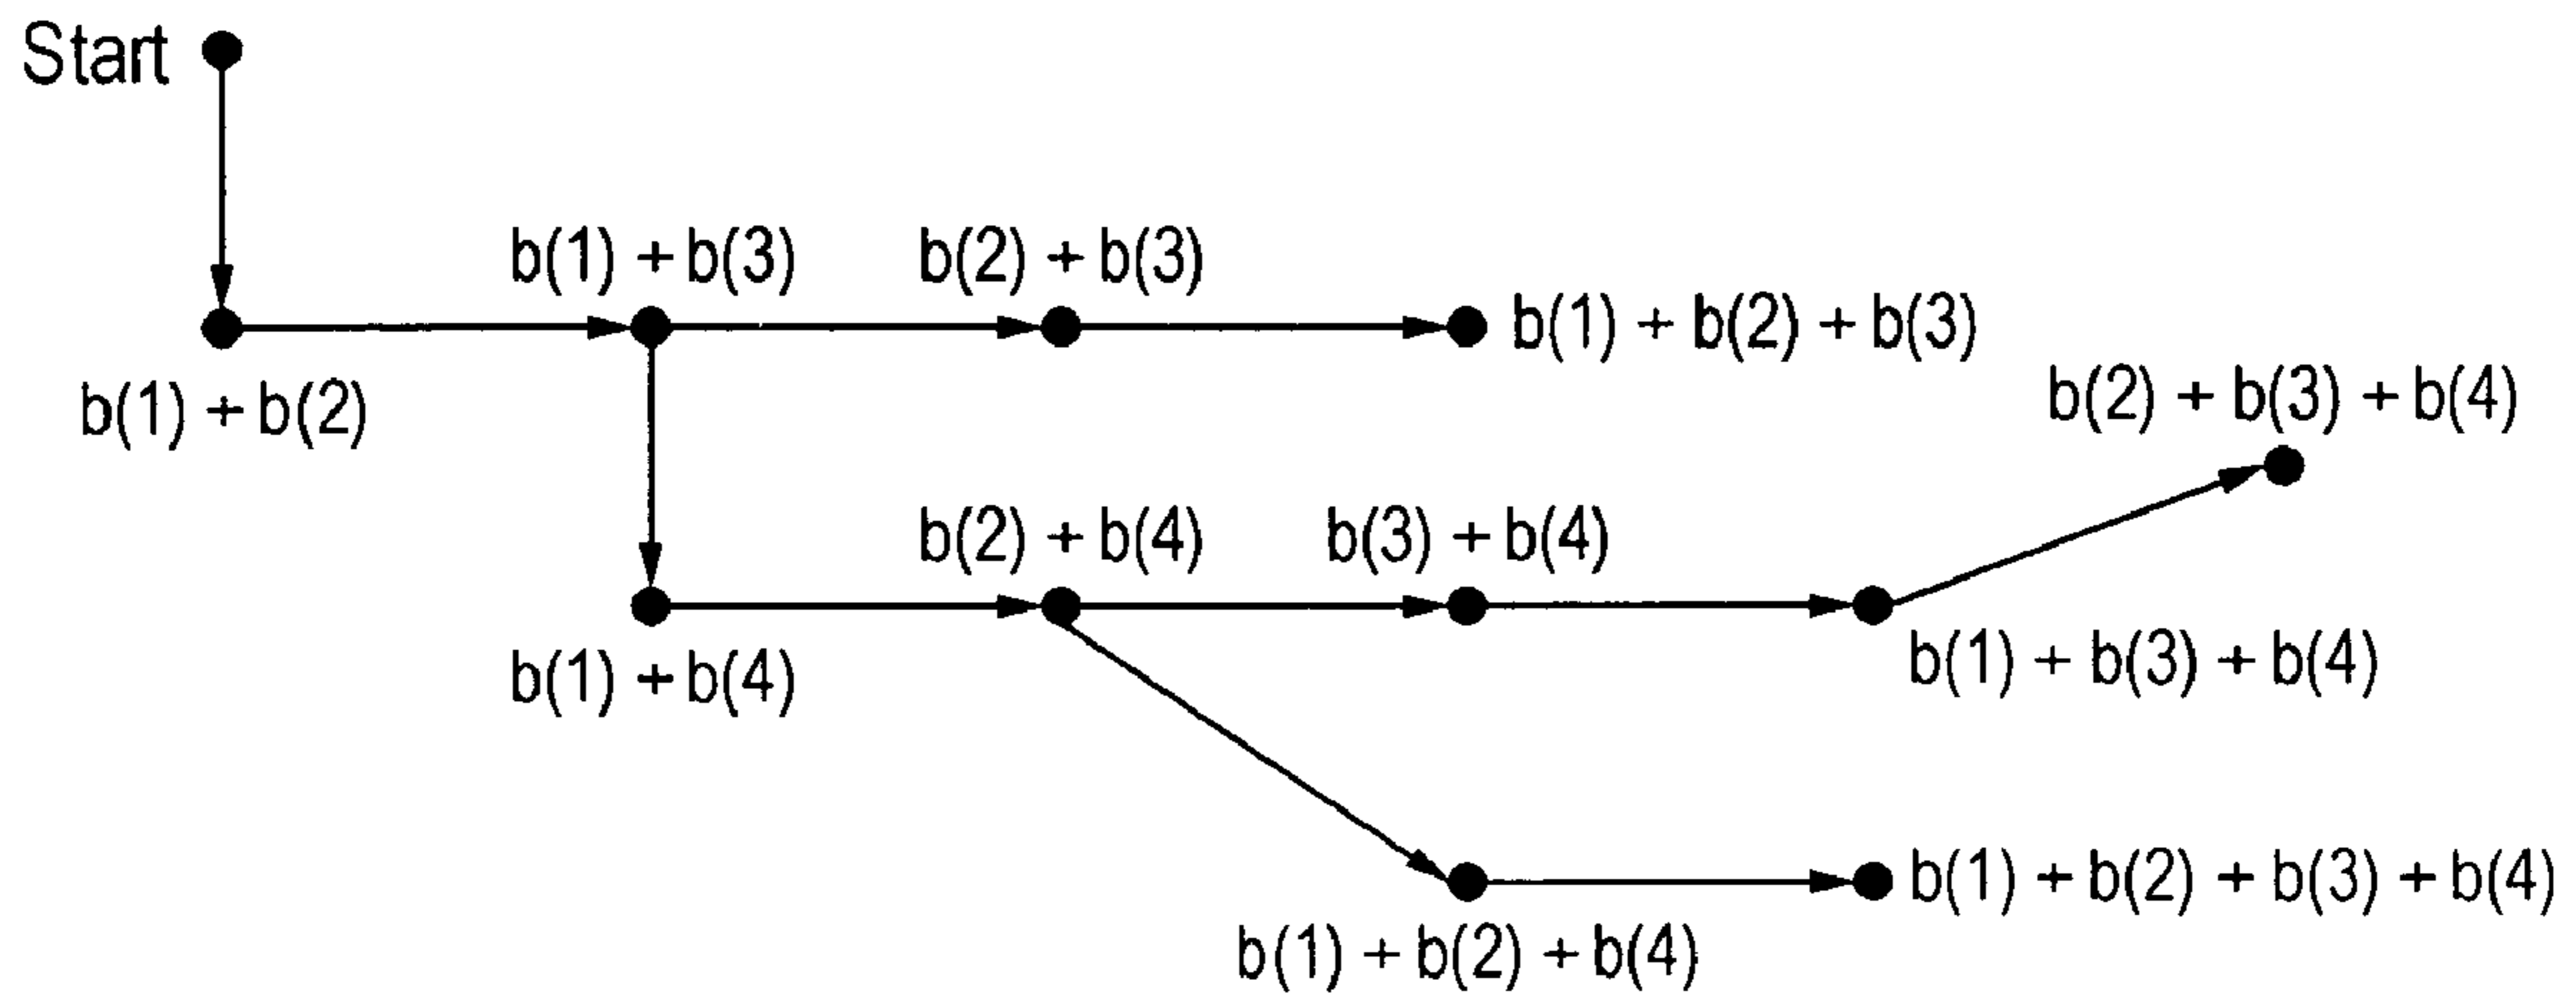 Start
b(1) + b(3)
b(2) + b(3)
b(1) + b(2) + b(3)
b(1) + b(2)
b(2) + b(3) + b(4)
b(2) + b(4)
b(3) + b(4)
b(1) + b(4)
b(1) + b(3) + b(4)
b(1) + b(2) + b(3) + b(4)
b(1) + b(2) + b(4)